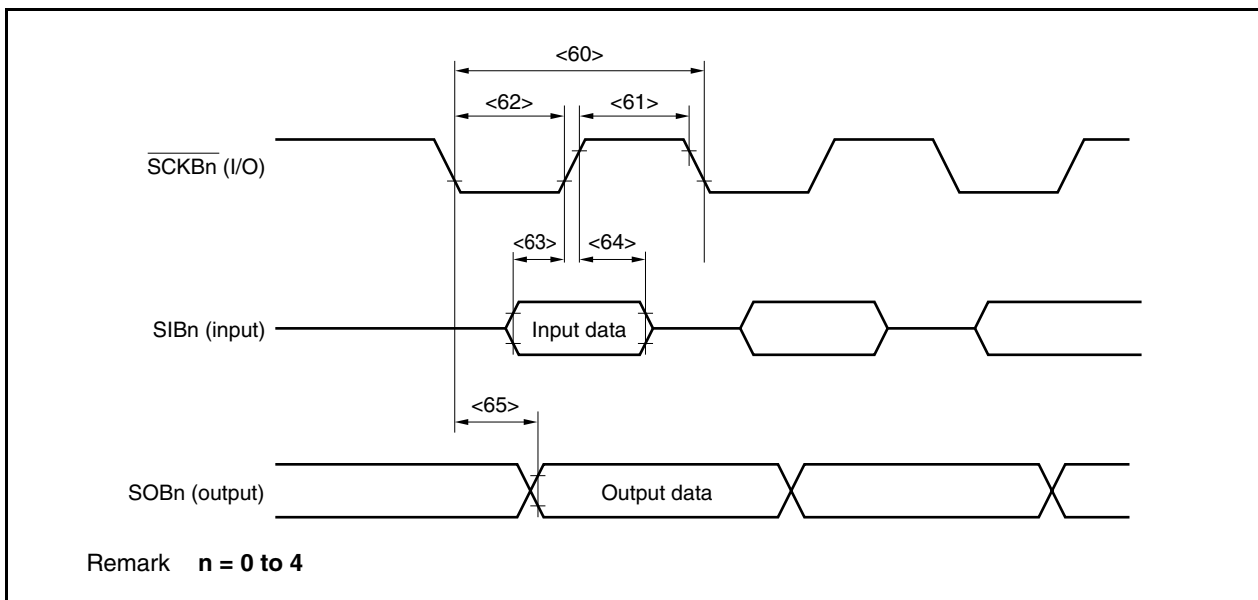 <60>
<62> <61>
SCKBn (I/O)
<63> <64>
SIBn (input) Input data
<65>
SOBn (output) Output data
Remark n = 0 to 4